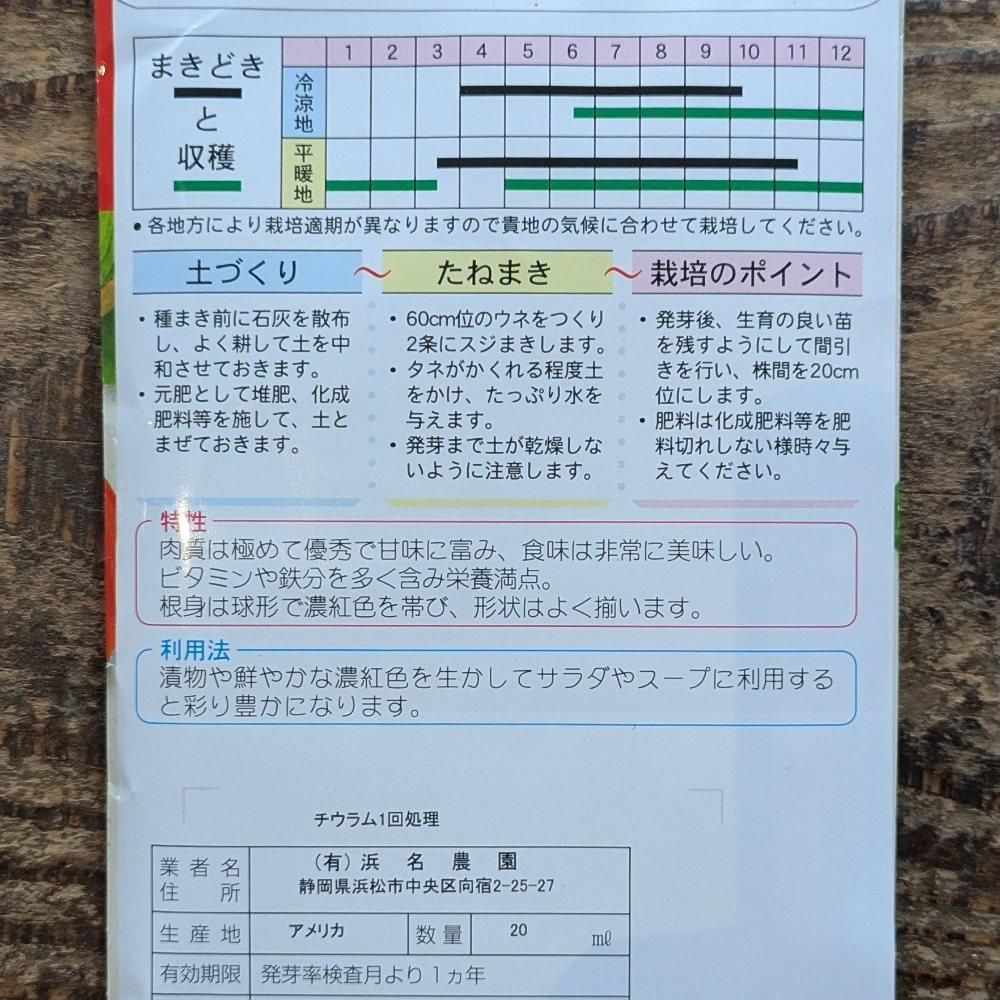 まきどき
と
収穫
1 2 3 4 5 6 7 8 9 10 11 12
冷涼地
平暖地
•各地方により栽培適期が異なりますので貴地の気候に合わせて栽培してください。
土づくり 〜 たねまき 〜 栽培のポイント
・種まき前に石灰を散布
し、よく耕して土を中
和させておきます。
・元肥として堆肥、化成
肥料等を施して、土と
まぜておきます。
・60cm位のウネをつくり
2条にスジまきします。
・タネがかくれる程度土
をかけ、たっぷり水を
与えます。
・発芽まで土が乾燥しな
いように注意します。
・発芽後、生育の良い苗
を残すようにして間引
きを行い、株間を20cm
位にします。
・肥料は化成肥料等を肥
料切れしない様時々与
えてください。
特性
肉質は極めて優秀で甘味に富み、食味は非常に美味しい。
ビタミンや鉄分を多く含み栄養満点。
根身は球形で濃紅色を帯び、形状はよく揃います。
利用法
漬物や鮮やかな濃紅色を生かしてサラダやスープに利用する
と彩り豊かになります。
チウラム1回処理
業者名 (有)浜名農園
住所 静岡県浜松市中央区向宿2-25-27
生産地 アメリカ 数量 20 mℓ
有効期限 発芽率検査月より1ヵ年